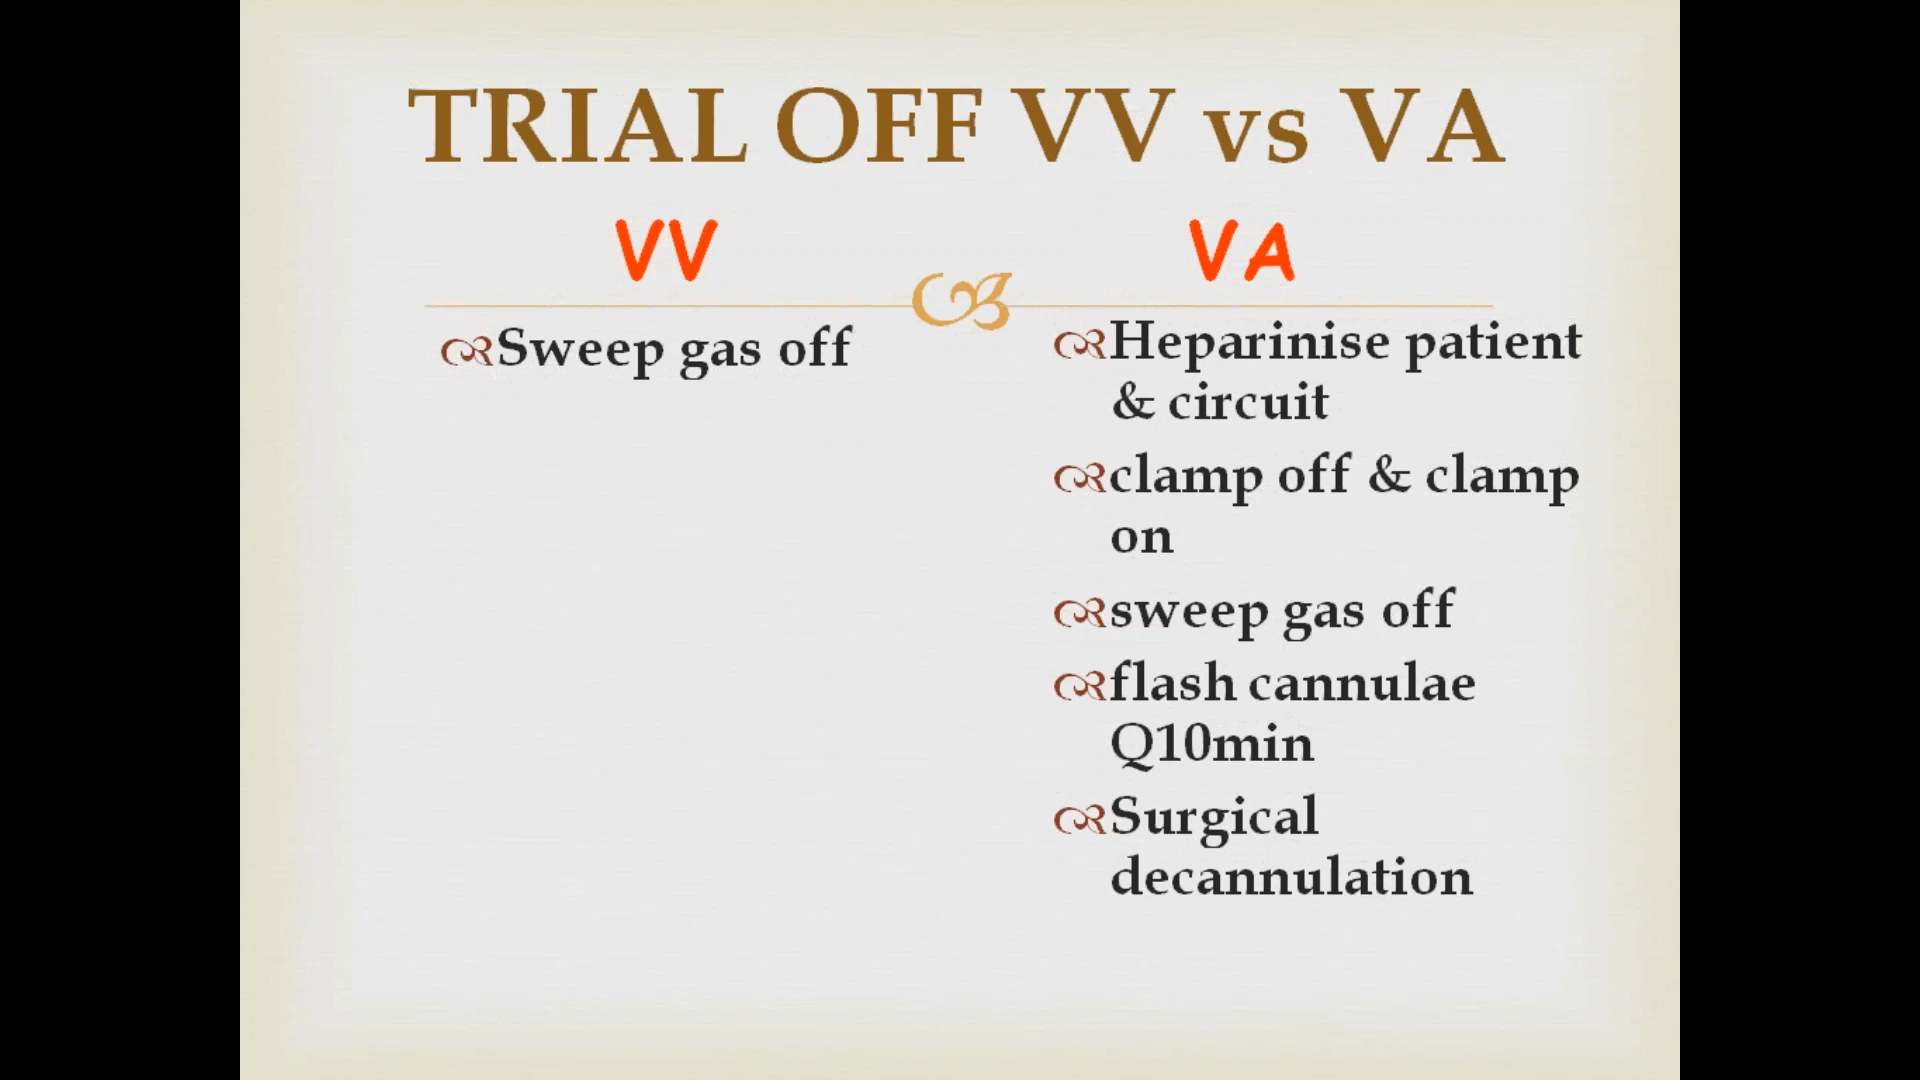 TRIAL OFF VV vs VA
VV
Sweep gas off
VA
Heparinise patient
& circuit
clamp off & clamp
on
sweep gas off
flash cannulae
Q10min
Surgical
decannulation